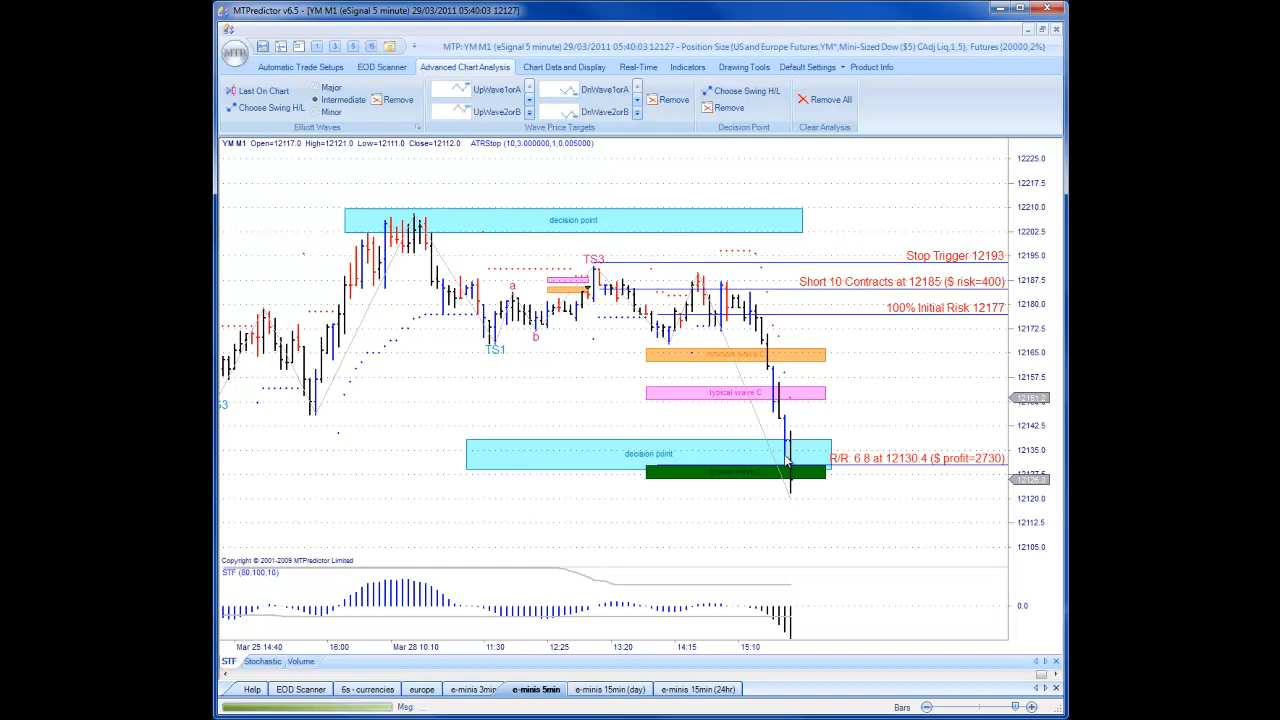 MTPredictor v6.5 - [YM M1 (eSignal 5 minute) 29/03/2011 05:40:03 12127]
1 3 5 15
MTP
MTP: YM M1 (eSignal 5 minute) 29/03/2011 05:40:03 12127 - Position Size (US and Europe Futures,YM*,Mini-Sized Dow ($5) CAdj Liq,1,5), Futures (20000,2%)
Automatic Trade Setups EOD Scanner Advanced Chart Analysis Chart Data and Display Real-Time Indicators Drawing Tools Default Settings Product Info
Last On Chart Major UpWave1orA DnWave1orA Choose Swing H/L
Intermediate Remove Remove Remove All
Choose Swing H/L Minor UpWave2orB DnWave2orB Remove
Elliott Waves Wave Price Targets Decision Point Clear Analysis
YM M1 Open=12117.0 High=12121.0 Low=12111.0 Close=12112.0 ATRStop (10,3.000000,1,0.005000)
12225.0
12217.5
12210.0
decision point
12202.5
12195.0
Stop Trigger 12193
TS3
12187.5
Short 10 Contracts at 12185 ($ risk=400)
a
12180.0
100% Initial Risk 12177
12172.5
b
TS1
12165.0
12157.5
typical wave C
12151.2
S3
12142.5
decision point
12135.0
R/R: 6.8 at 12130.4 ($ profit=2730)
12126.0
12120.0
12112.5
12105.0
Copyright © 2001-2009 MTPredictor Limited
STF (80,100,10)
0.0
Mar 25 14:40 16:00 Mar 28 10:10 11:30 12:25 13:20 14:15 15:10
STF Stochastic Volume
Help EOD Scanner 6s - currencies europe e-minis 3min e-minis 5min e-minis 15min (day) e-minis 15min (24hr)
Msg: ... Bars